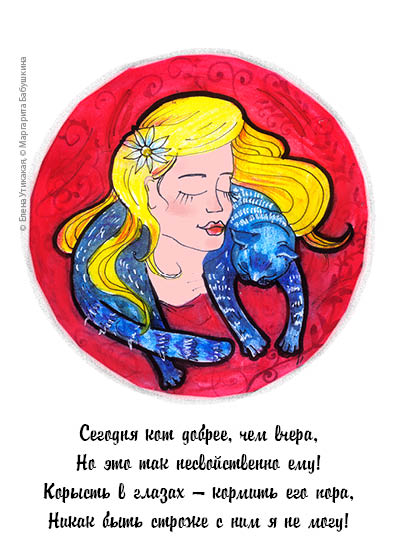 © Елена Утикакая, © Маргарита Бабушкина
Сегодня кот добрее, чем вчера,
Но это так несвойственно ему!
Корысть в глазах — кормить его пора,
Никак быть строже с ним я не могу!